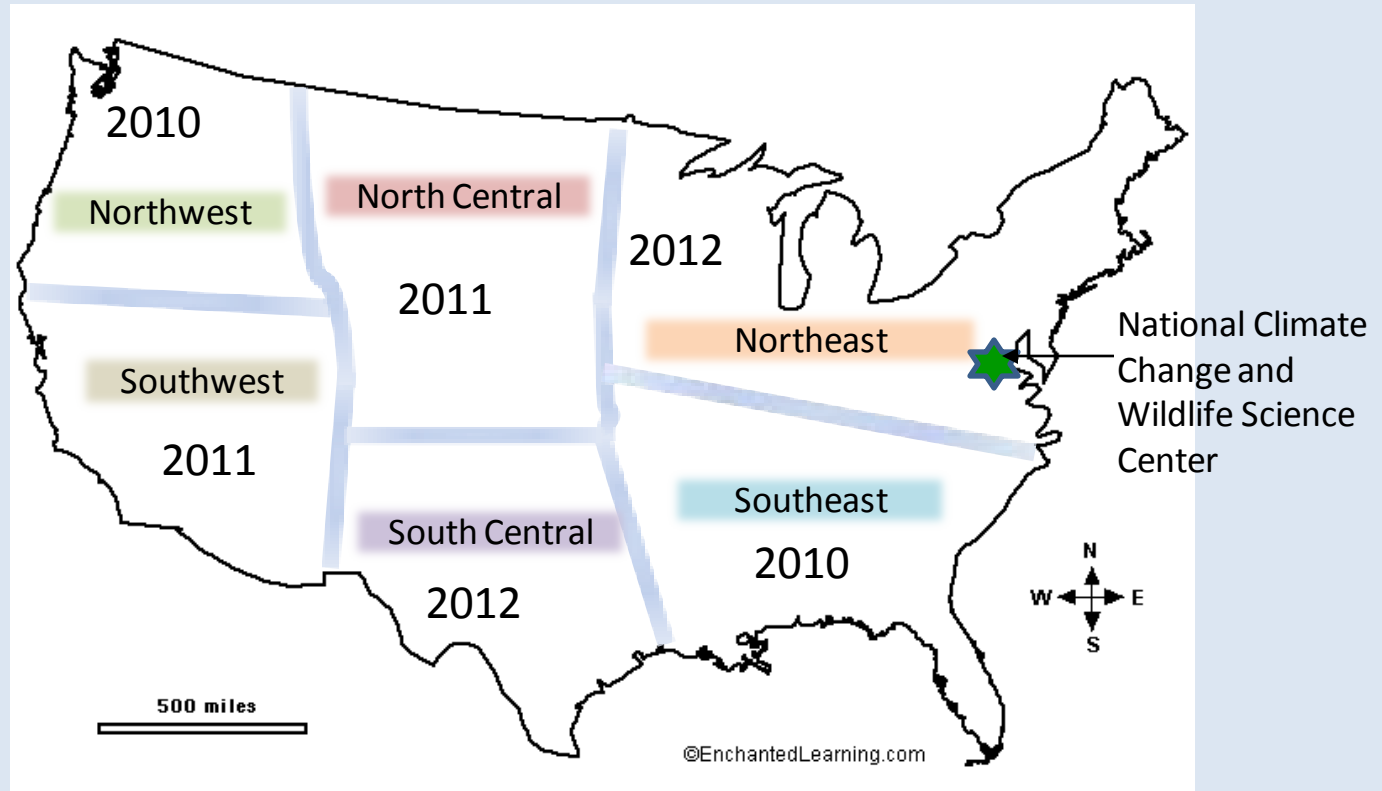 2010
Northwest
North Central
2011
2012
Northeast
National Climate
Change and
Wildlife Science
Center
Southwest
2011
South Central
2012
Southeast
2010
N
W E
S
500 miles
©EnchantedLearning.com